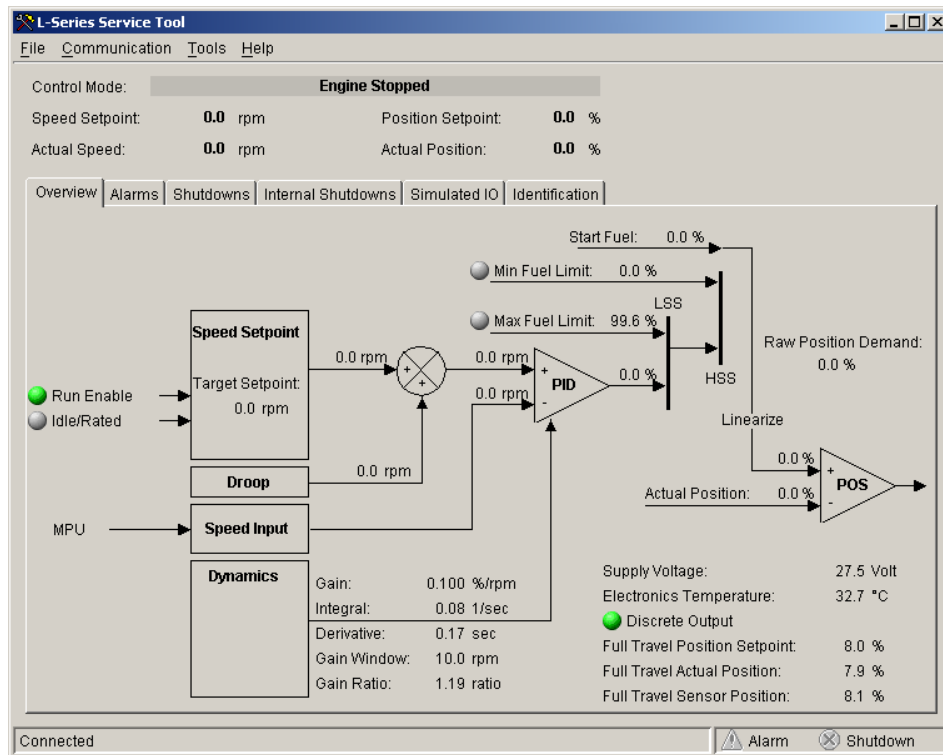 L-Series Service Tool
File Communication Tools Help
Control Mode: Engine Stopped
Speed Setpoint: 0.0 rpm Position Setpoint: 0.0 %
Actual Speed: 0.0 rpm Actual Position: 0.0 %
Overview Alarms Shutdowns Internal Shutdowns Simulated IO Identification
Start Fuel: 0.0 %
Min Fuel Limit: 0.0 %
LSS
Max Fuel Limit: 99.6 %
Speed Setpoint
Raw Position Demand:
0.0 %
0.0 rpm
0.0 rpm
HSS
Target Setpoint:
0.0 rpm
+
+
+
-
PID
0.0 %
0.0 rpm
Run Enable
Idle/Rated
Linearize
Droop
0.0 rpm
0.0 %
+
-
POS
Actual Position: 0.0 %
MPU
Speed Input
Dynamics
Gain: 0.100 %/rpm
Integral: 0.08 1/sec
Derivative: 0.17 sec
Gain Window: 10.0 rpm
Gain Ratio: 1.19 ratio
Supply Voltage: 27.5 Volt
Electronics Temperature: 32.7 °C
Discrete Output
Full Travel Position Setpoint: 8.0 %
Full Travel Actual Position: 7.9 %
Full Travel Sensor Position: 8.1 %
Connected Alarm Shutdown